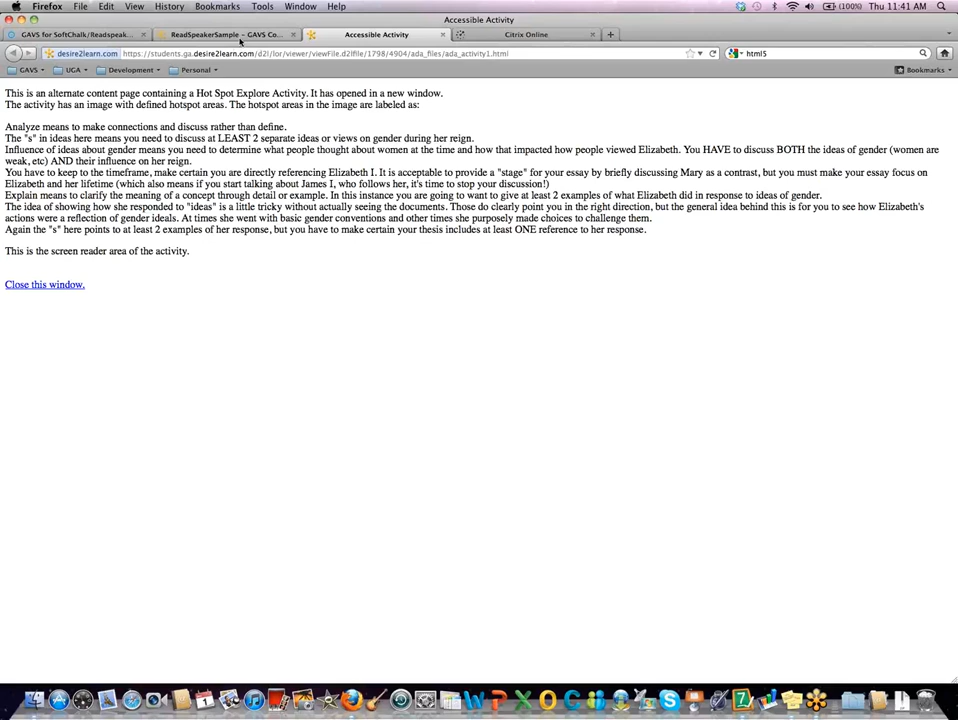 Firefox File Edit View History Bookmarks Tools Window Help (100%) Thu 11:41 AM
Accessible Activity
GAVS for SoftChalk/Readspeak... ReadSpeakerSample – GAVS Co... Accessible Activity Citrix Online
desire2learn.com https://students.ga.desire2learn.com/d2l/lor/viewer/viewFile.d2lfile/1798/4904/ada_files/ada_activity1.html html5
GAVS UGA Development Personal Bookmarks
This is an alternate content page containing a Hot Spot Explore Activity. It has opened in a new window.
The activity has an image with defined hotspot areas. The hotspot areas in the image are labeled as:
Analyze means to make connections and discuss rather than define.
The "s" in ideas here means you need to discuss at LEAST 2 separate ideas or views on gender during her reign.
Influence of ideas about gender means you need to determine what people thought about women at the time and how that impacted how people viewed Elizabeth. You HAVE to discuss BOTH the ideas of gender (women are
weak, etc) AND their influence on her reign.
You have to keep to the timeframe, make certain you are directly referencing Elizabeth I. It is acceptable to provide a "stage" for your essay by briefly discussing Mary as a contrast, but you must make your essay focus on
Elizabeth and her lifetime (which also means if you start talking about James I, who follows her, it's time to stop your discussion!)
Explain means to clarify the meaning of a concept through detail or example. In this instance you are going to want to give at least 2 examples of what Elizabeth did in response to ideas of gender.
The idea of showing how she responded to "ideas" is a little tricky without actually seeing the documents. Those do clearly point you in the right direction, but the general idea behind this is for you to see how Elizabeth's
actions were a reflection of gender ideals. At times she went with basic gender conventions and other times she purposely made choices to challenge them.
Again the "s" here points to at least 2 examples of her response, but you have to make certain your thesis includes at least ONE reference to her response.
This is the screen reader area of the activity.
Close this window.